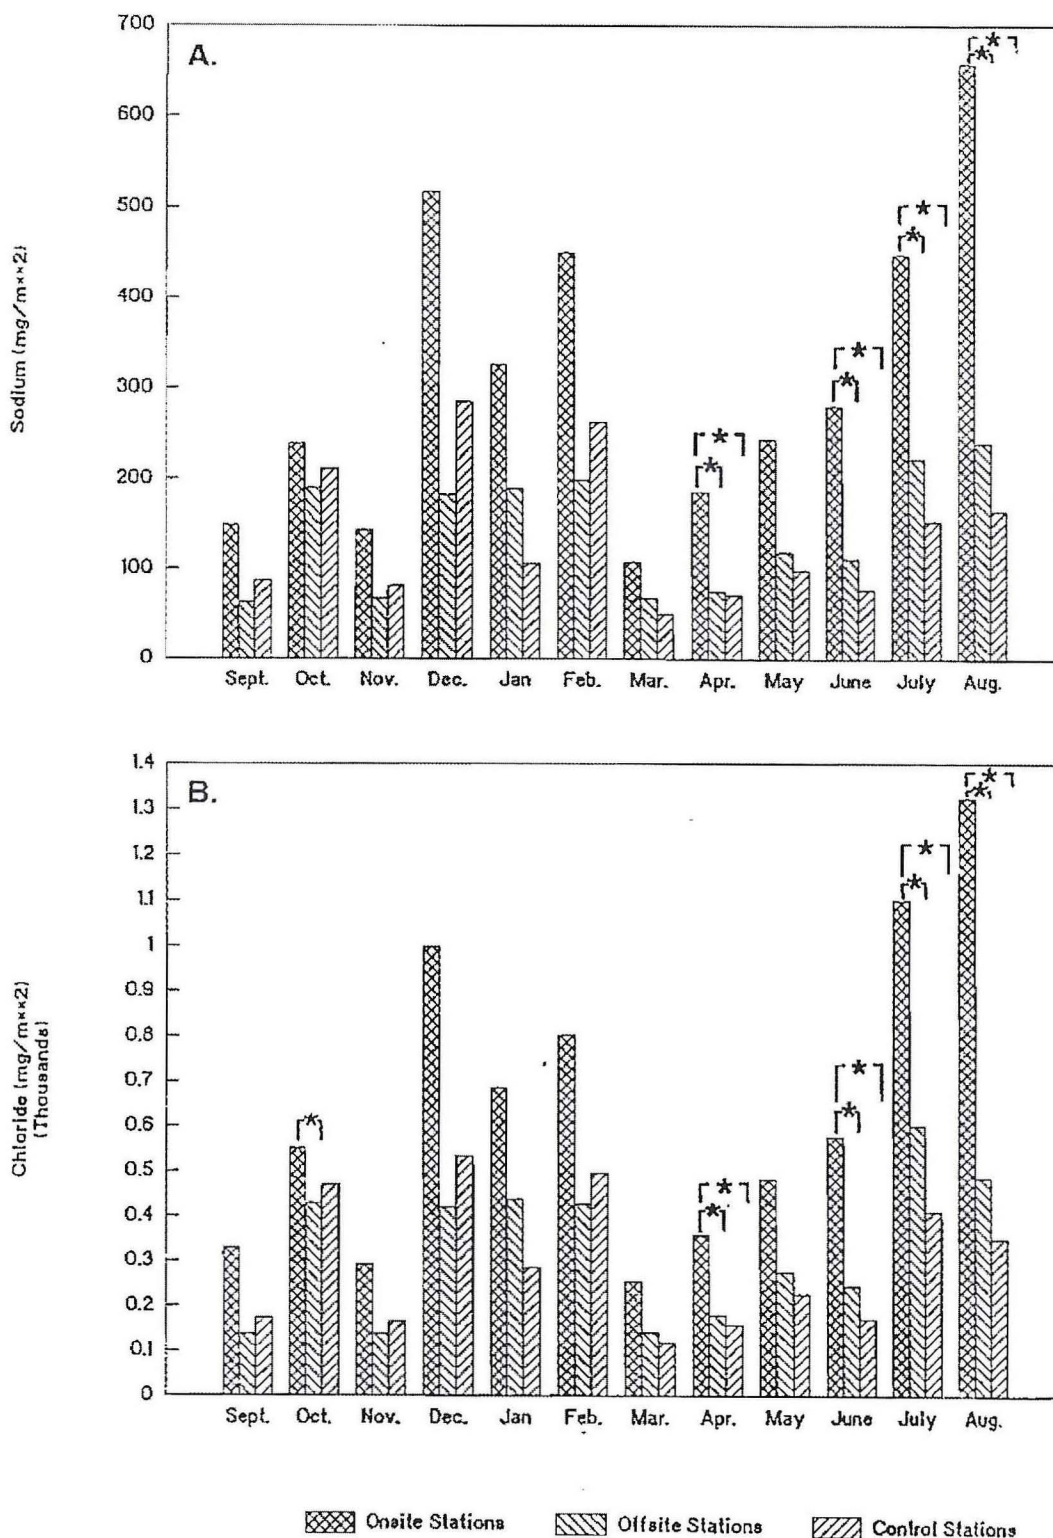 A.
Sodium (mg/m**2)
700
600
500
400
300
200
100
0
Sept. Oct. Nov. Dec. Jan Feb. Mar. Apr. May June July Aug.
* * * * * * * *
B.
Chloride (mg/m**2)
(Thousands)
1.4
1.3
1.2
1.1
1
0.9
0.8
0.7
0.6
0.5
0.4
0.3
0.2
0.1
0
Sept. Oct. Nov. Dec. Jan Feb. Mar. Apr. May June July Aug.
* * * * * * * * *
Onsite Stations Offsite Stations Control Stations